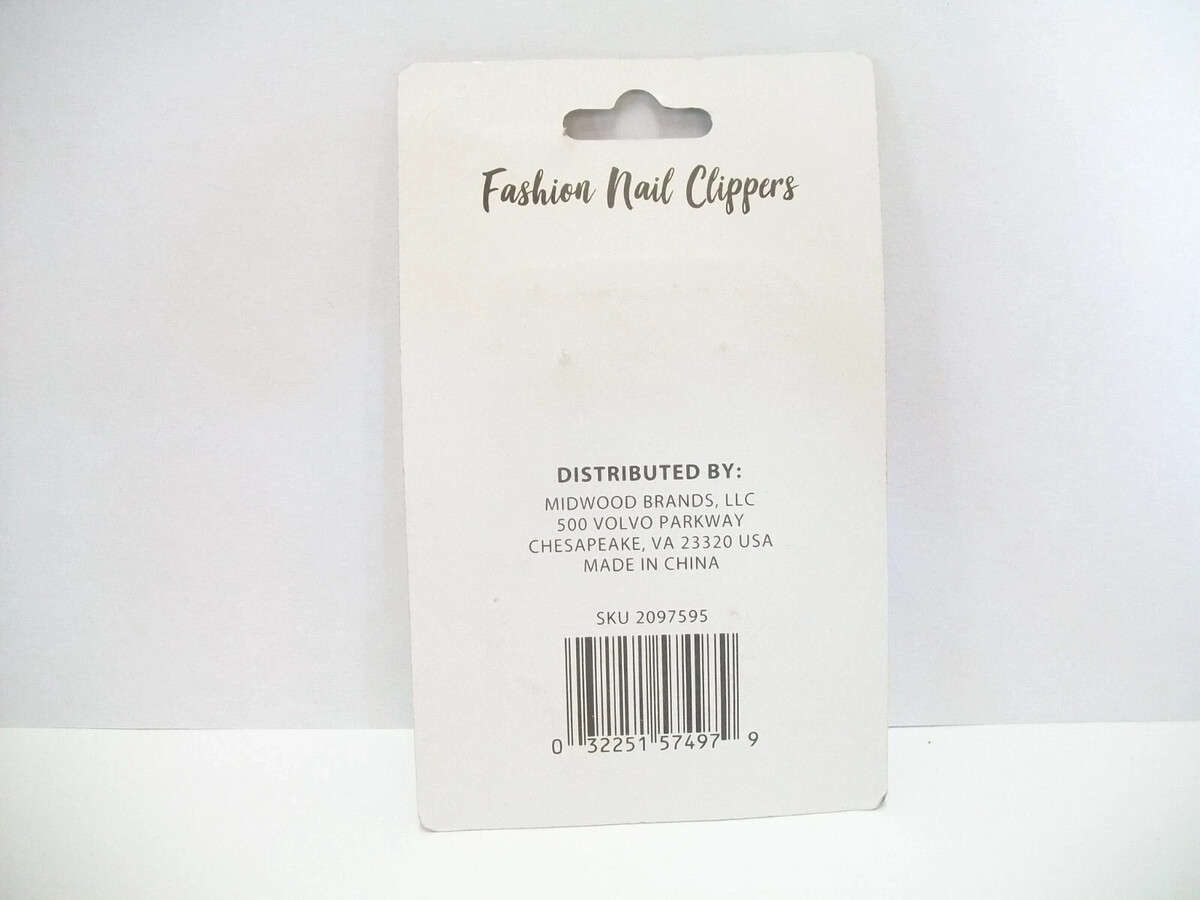 Fashion Nail Clippers
DISTRIBUTED BY:
MIDWOOD BRANDS, LLC
500 VOLVO PARKWAY
CHESAPEAKE, VA 23320 USA
MADE IN CHINA
SKU 2097595
0 32251 57497 9